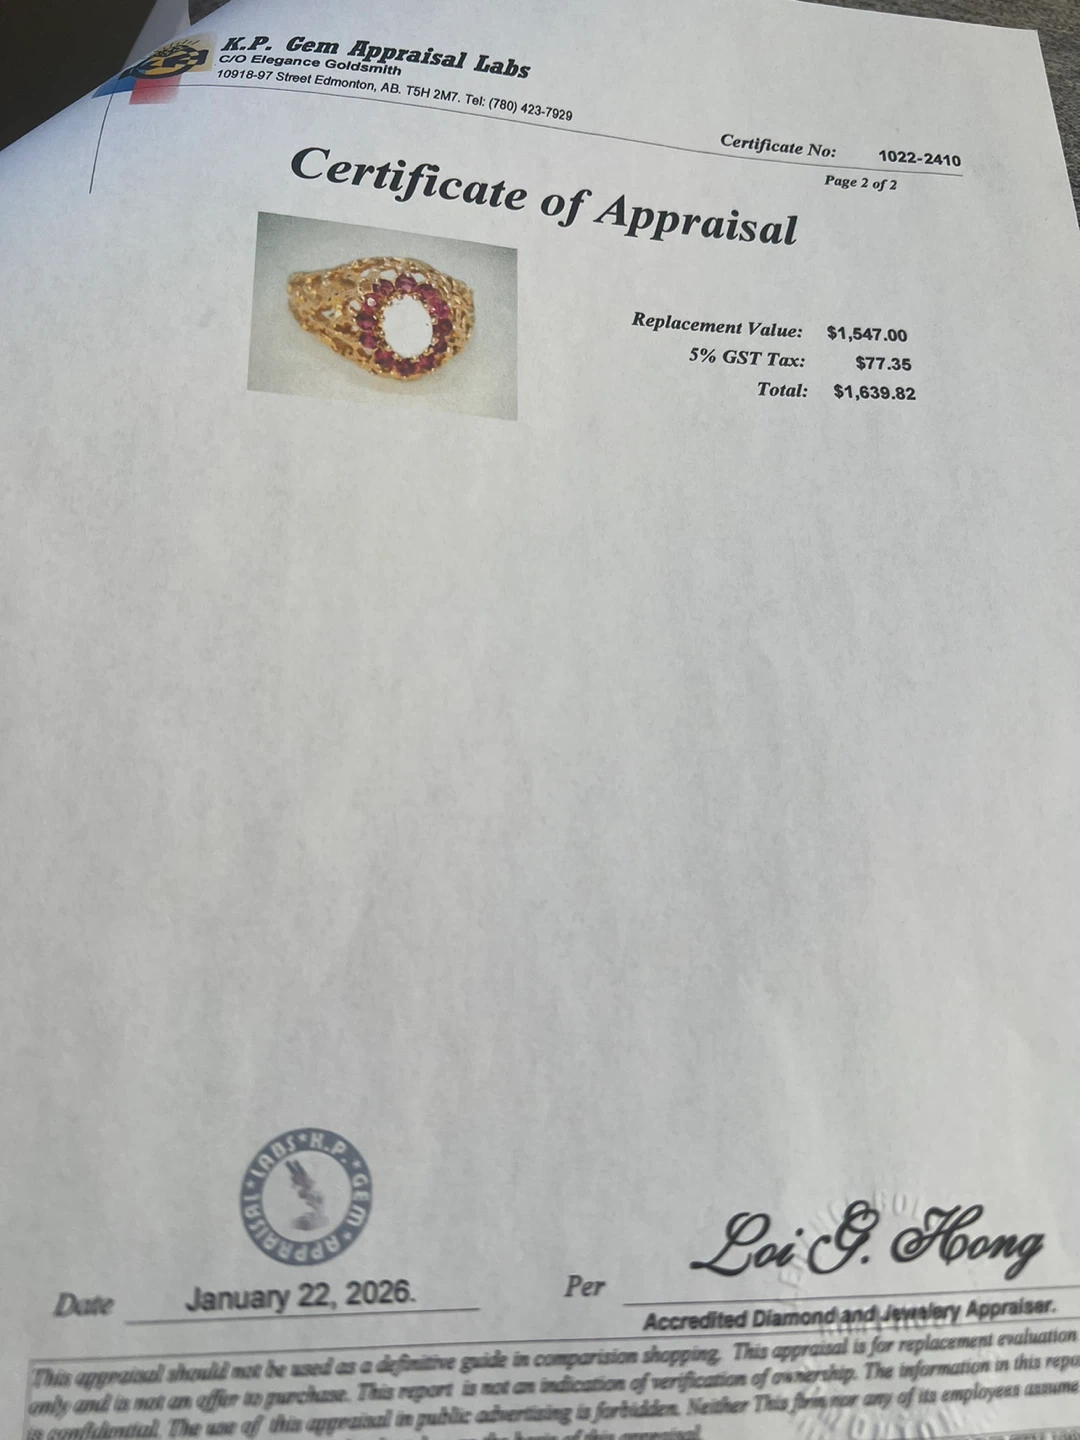 K.P. Gem Appraisal Labs
C/O Elegance Goldsmith
10918-97 Street Edmonton, AB. T5H 2M7. Tel: (780) 423-7929
Certificate No: 1022-2410
Page 2 of 2
Certificate of Appraisal
Replacement Value: $1,547.00
5% GST Tax: $77.35
Total: $1,639.82
LABS * K.P. * GEM * APPRAISAL *
Loi G. Hong
Date January 22, 2026. Per
Accredited Diamond and Jewelery Appraiser.
This appraisal should not be used as a definitive guide in comparision shopping, This appraisal is for replacement evaluation
only and is not an offer to purchase. This report is not an indication of verification of ownership. The information in this repo
is confidential. The use of this appraisal in public advertising is forbidden. Neither This firm nor any of its employees assume
the basis of this appraisal.